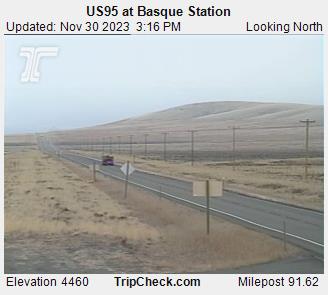 US95 at Basque Station
Updated: Nov 30 2023 3:16 PM Looking North
Elevation 4460 TripCheck.com Milepost 91.62